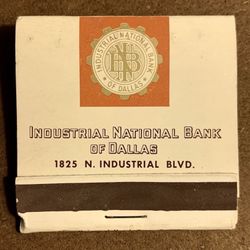 INDUSTRIAL NATIONAL BANK
OF DALLAS
INB
INDUSTRIAL NATIONAL BANK
OF DALLAS
1825 N. INDUSTRIAL BLVD.